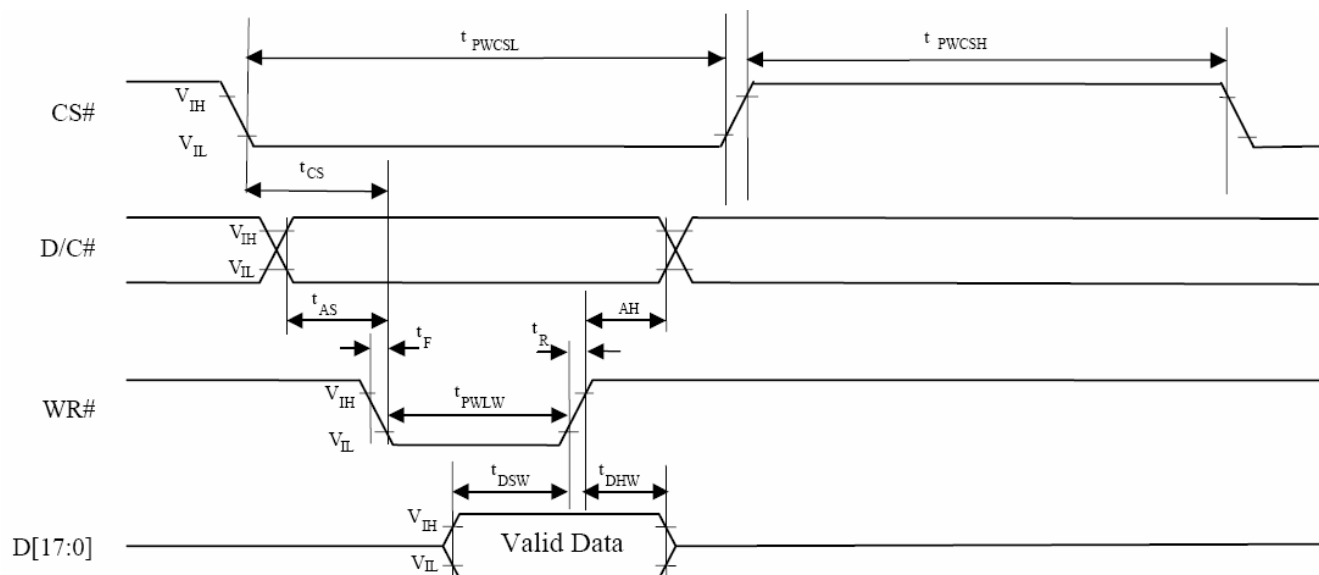 t PWCSL
t PWCSH
CS#
VIH
VIL
tCS
D/C#
VIH
VIL
tAS
tF
tR
AH
WR#
VIH
VIL
tPWLW
tDSW
tDHW
D[17:0]
VIH
VIL
Valid Data